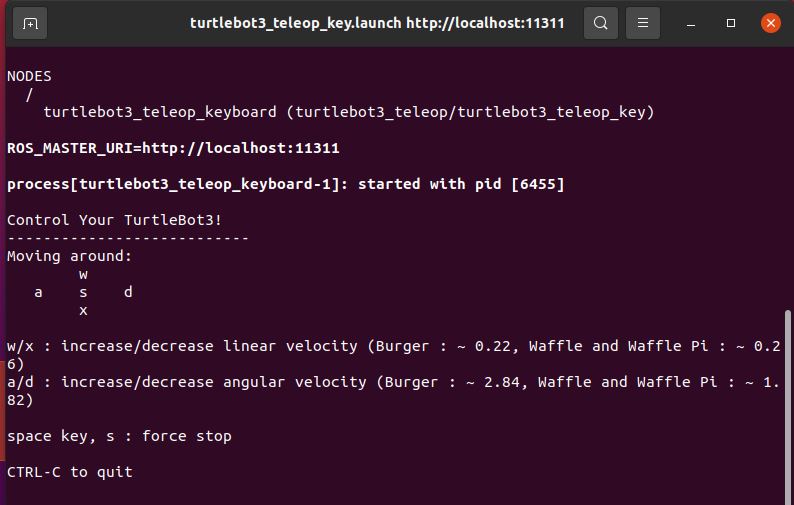 turtlebot3_teleop_key.launch http://localhost:11311
NODES
/
turtlebot3_teleop_keyboard (turtlebot3_teleop/turtlebot3_teleop_key)
ROS_MASTER_URI=http://localhost:11311
process[turtlebot3_teleop_keyboard-1]: started with pid [6455]
Control Your TurtleBot3!
---------------------------
Moving around:
w
a    s    d
x
w/x : increase/decrease linear velocity (Burger : ~ 0.22, Waffle and Waffle Pi : ~ 0.2
6)
a/d : increase/decrease angular velocity (Burger : ~ 2.84, Waffle and Waffle Pi : ~ 1.
82)
space key, s : force stop
CTRL-C to quit